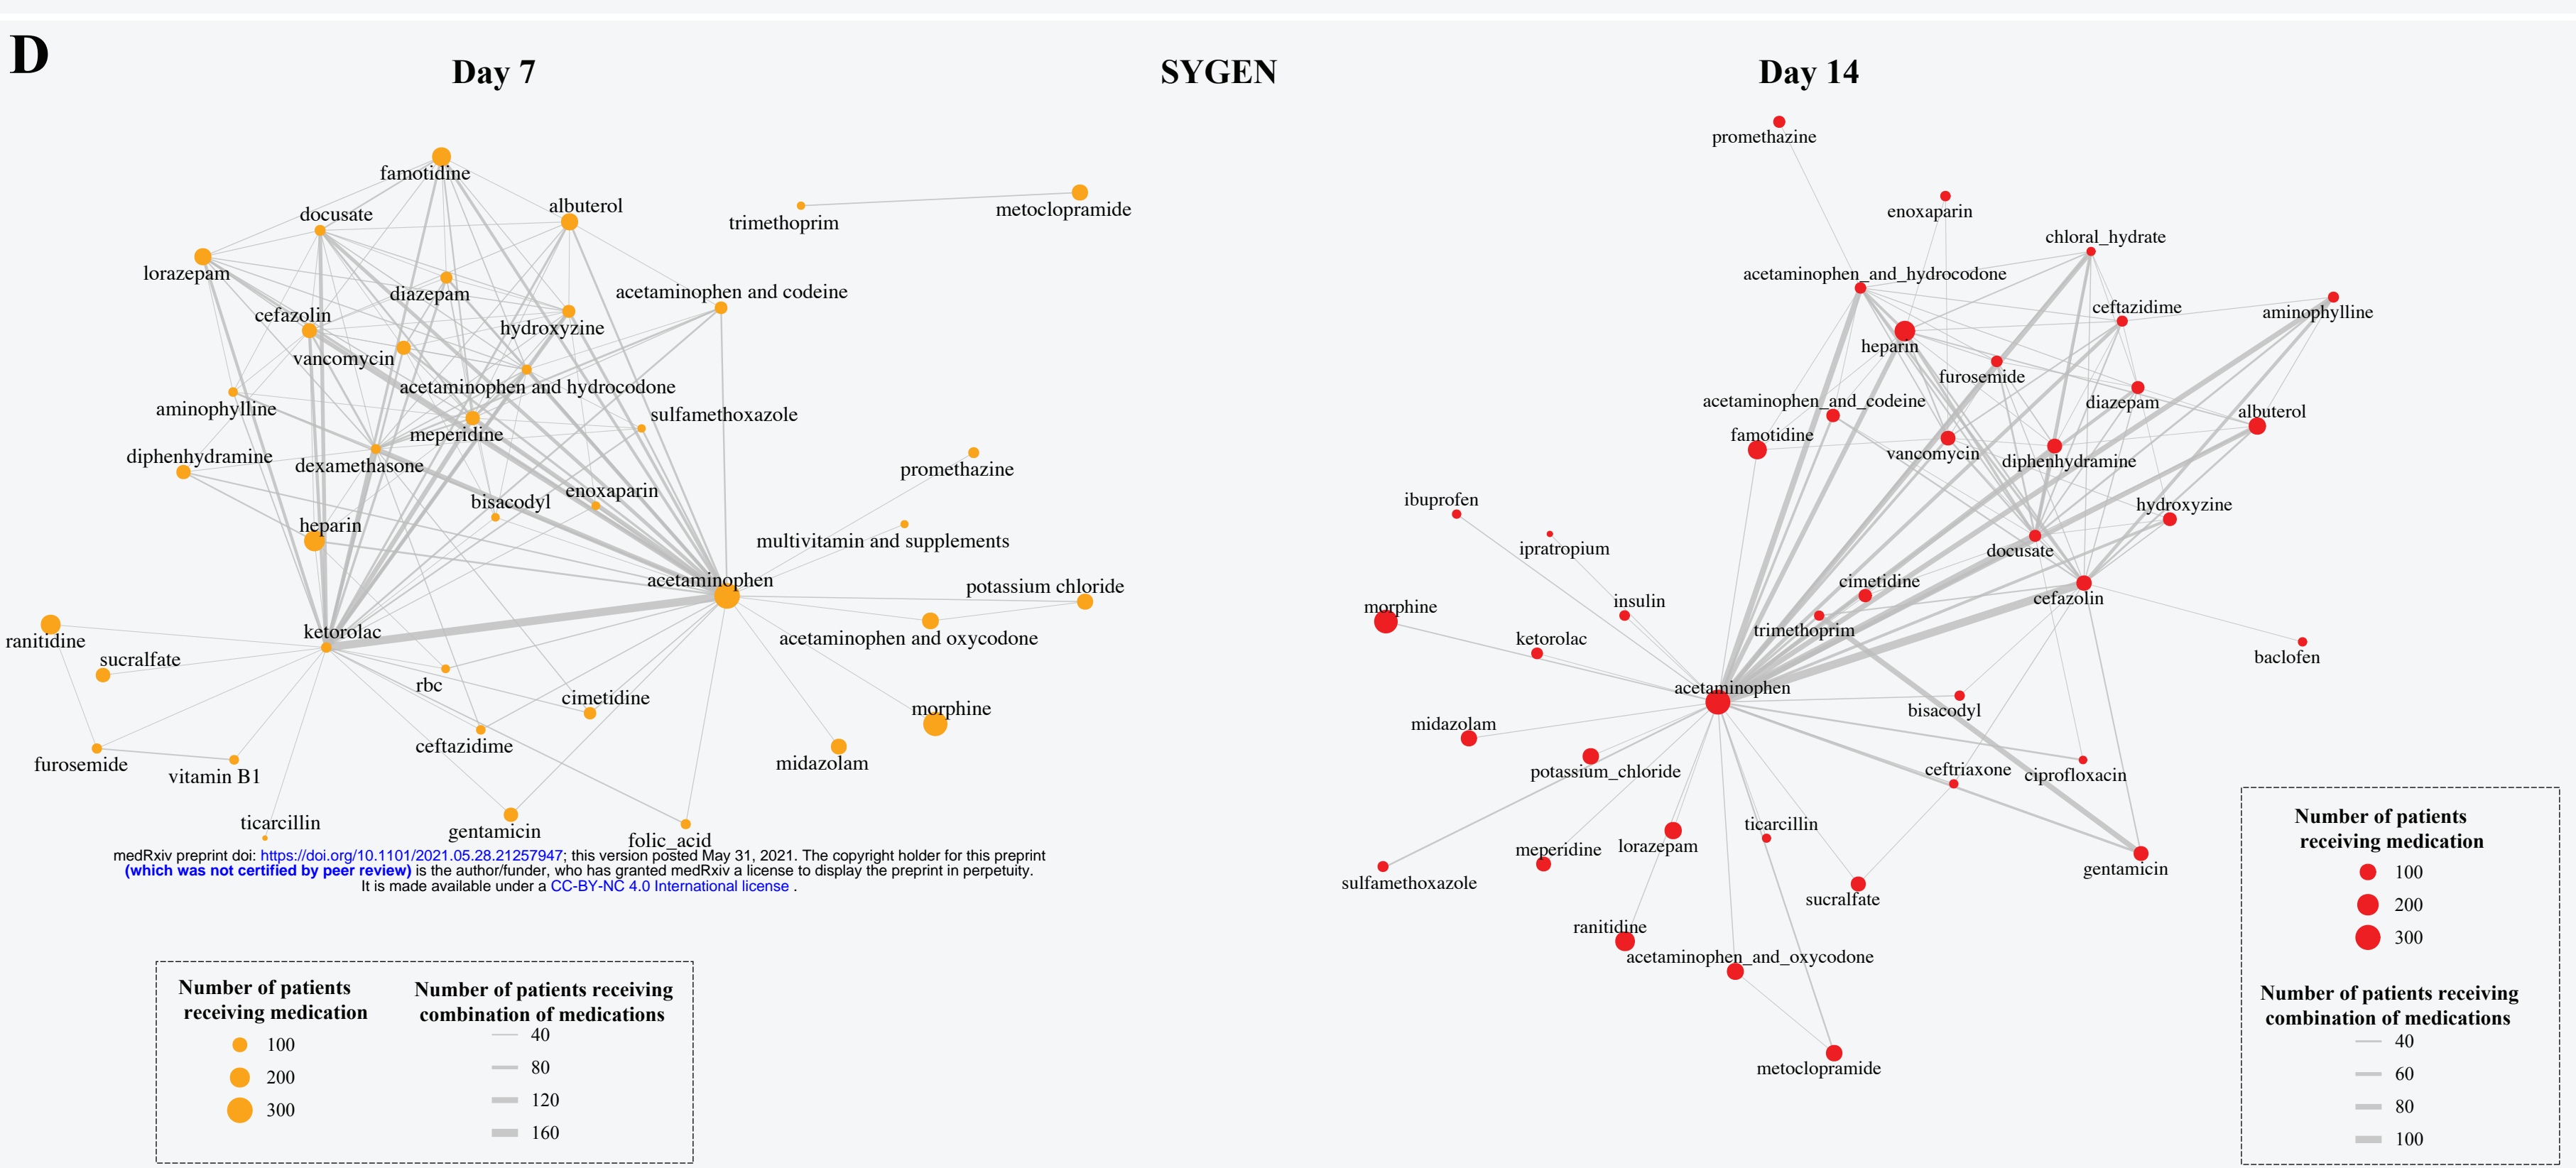 D
Day 7
SYGEN
Day 14
famotidine
docusate
albuterol
trimethoprim
metoclopramide
lorazepam
diazepam
acetaminophen and codeine
cefazolin
hydroxyzine
vancomycin
acetaminophen and hydrocodone
aminophylline
sulfamethoxazole
meperidine
diphenhydramine
dexamethasone
promethazine
bisacodyl
enoxaparin
heparin
multivitamin and supplements
acetaminophen
potassium chloride
ketorolac
acetaminophen and oxycodone
ranitidine
sucralfate
rbc
cimetidine
morphine
ceftazidime
furosemide
vitamin B1
midazolam
ticarcillin
gentamicin
folic_acid
medRxiv preprint doi: https://doi.org/10.1101/2021.05.28.21257947; this version posted May 31, 2021. The copyright holder for this preprint
(which was not certified by peer review) is the author/funder, who has granted medRxiv a license to display the preprint in perpetuity.
It is made available under a CC-BY-NC 4.0 International license .
Number of patients
receiving medication
100
200
300
Number of patients receiving
combination of medications
40
80
120
160
promethazine
enoxaparin
chloral_hydrate
acetaminophen_and_hydrocodone
ceftazidime
aminophylline
heparin
furosemide
acetaminophen_and_codeine
diazepam
albuterol
famotidine
vancomycin
diphenhydramine
ibuprofen
hydroxyzine
ipratropium
docusate
cimetidine
morphine
insulin
cefazolin
trimethoprim
ketorolac
baclofen
acetaminophen
bisacodyl
midazolam
potassium_chloride
ceftriaxone
ciprofloxacin
ticarcillin
meperidine
lorazepam
sulfamethoxazole
gentamicin
sucralfate
ranitidine
acetaminophen_and_oxycodone
metoclopramide
Number of patients
receiving medication
100
200
300
Number of patients receiving
combination of medications
40
60
80
100